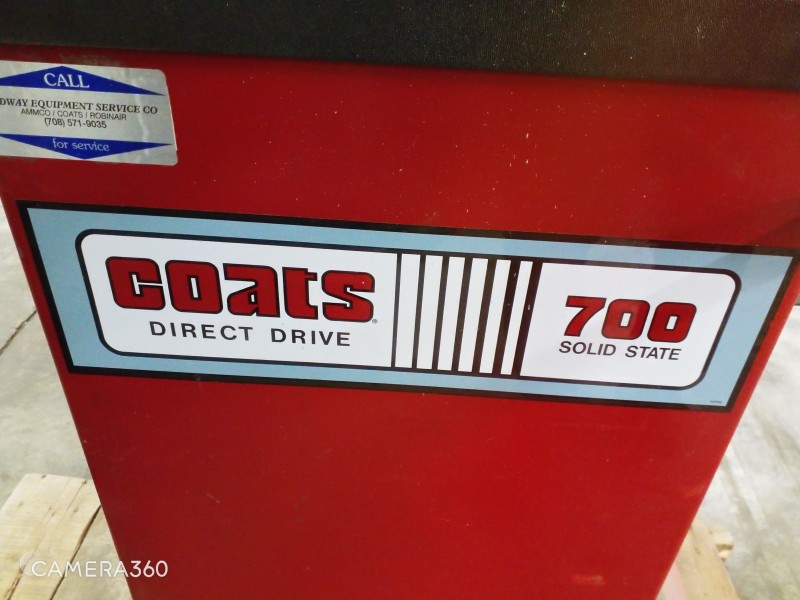 CALL
DWAY EQUIPMENT SERVICE CO
AMMCO / COATS / ROBINAIR
(708) 571-9035
for service
coats
DIRECT DRIVE
700
SOLID STATE
CAMERA360